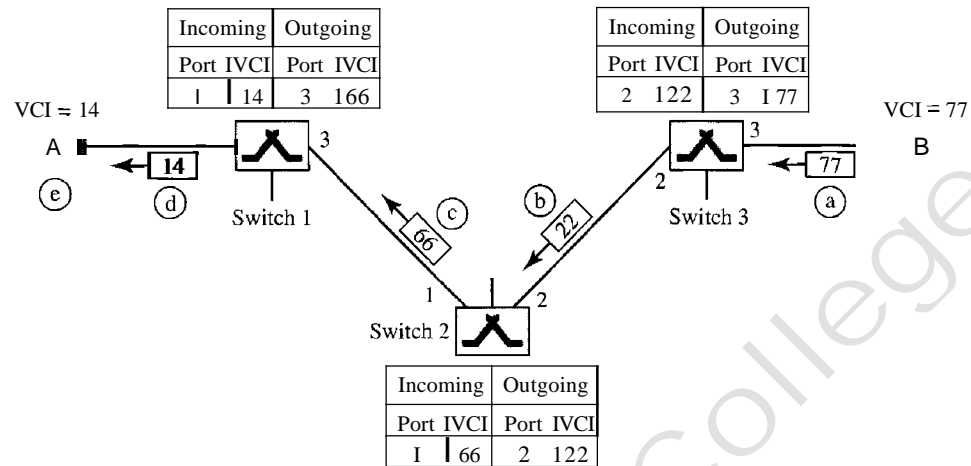 Incoming Outgoing
Port IVCI Port IVCI
I 14 3 166
Incoming Outgoing
Port IVCI Port IVCI
2 122 3 I 77
VCI = 14
VCI = 77
A
3
3
B
14
2
77
e
d
Switch 1
c
b
Switch 3
a
66
22
1
2
Switch 2
Incoming Outgoing
Port IVCI Port IVCI
I 66 2 122
College